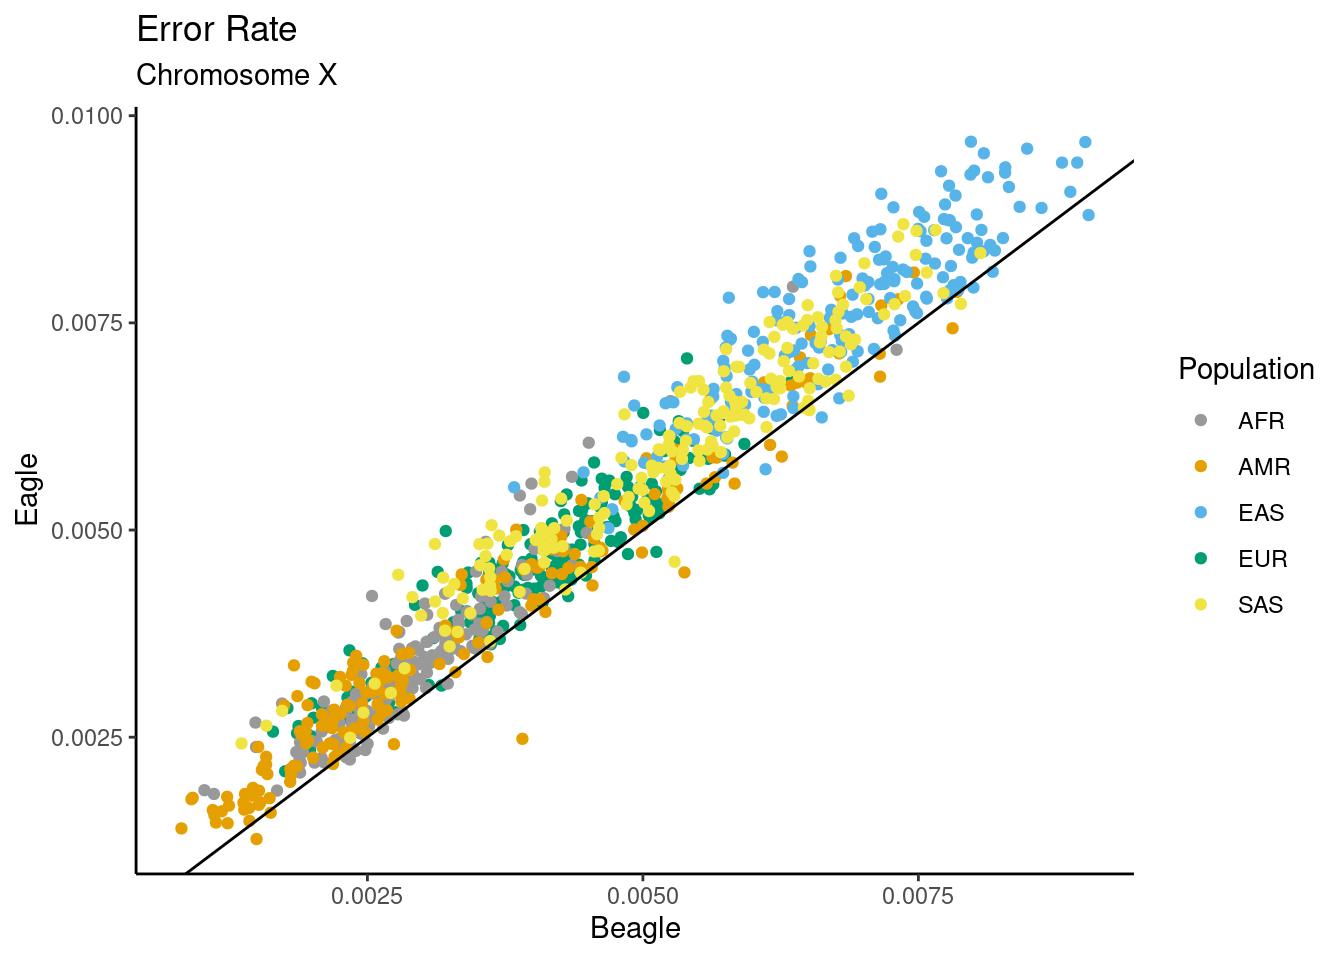 Error Rate
Chromosome X
0.0100
0.0075
0.0050
0.0025
Eagle
0.0025
0.0050
0.0075
Beagle
Population
AFR
AMR
EAS
EUR
SAS